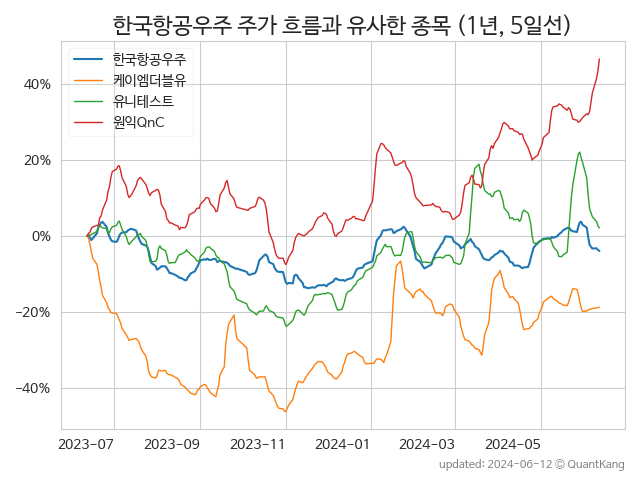 한국항공우주 주가 흐름과 유사한 종목 (1년, 5일선)
한국항공우주
케이엠더블유
유니테스트
원익QnC
40%
20%
0%
−20%
−40%
2023-07 2023-09 2023-11 2024-01 2024-03 2024-05
updated: 2024-06-12 © QuantKang